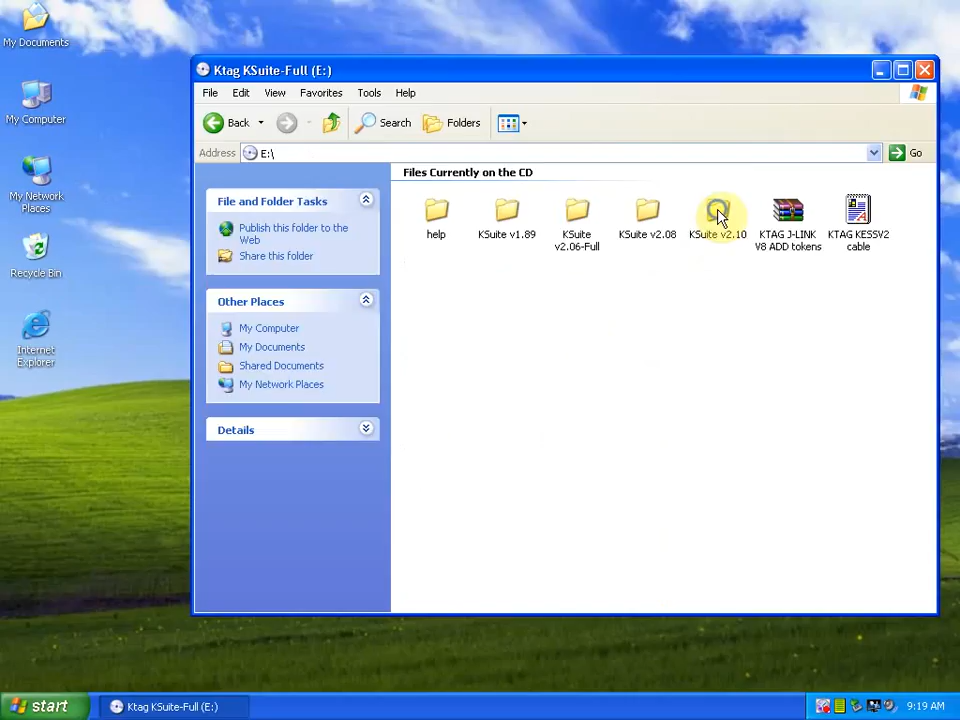 My Documents
My Computer
My Network
Places
Recycle Bin
Internet
Explorer
Ktag KSuite-Full (E:)
File Edit View Favorites Tools Help
Back Search Folders
Address E:\ Go
File and Folder Tasks
Publish this folder to the
Web
Share this folder
Other Places
My Computer
My Documents
Shared Documents
My Network Places
Details
Files Currently on the CD
help
KSuite v1.89
KSuite
v2.06-Full
KSuite v2.08
KSuite v2.10
KTAG J-LINK
V8 ADD tokens
KTAG KESSV2
cable
start
Ktag KSuite-Full (E:)
9:19 AM